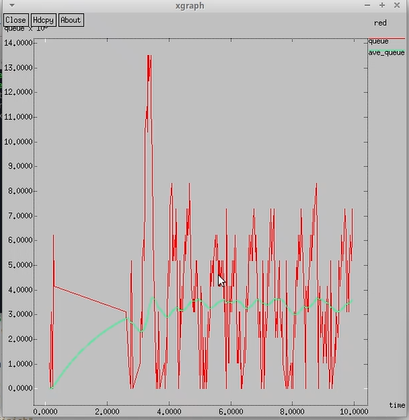 xgraph
Close Hdcpy About
red
queue x 10³
queue
ave_queue
14,0000
13,0000
12,0000
11,0000
10,0000
9,0000
8,0000
7,0000
6,0000
5,0000
4,0000
3,0000
2,0000
1,0000
0,0000
time
0,0000 2,0000 4,0000 6,0000 8,0000 10,0000